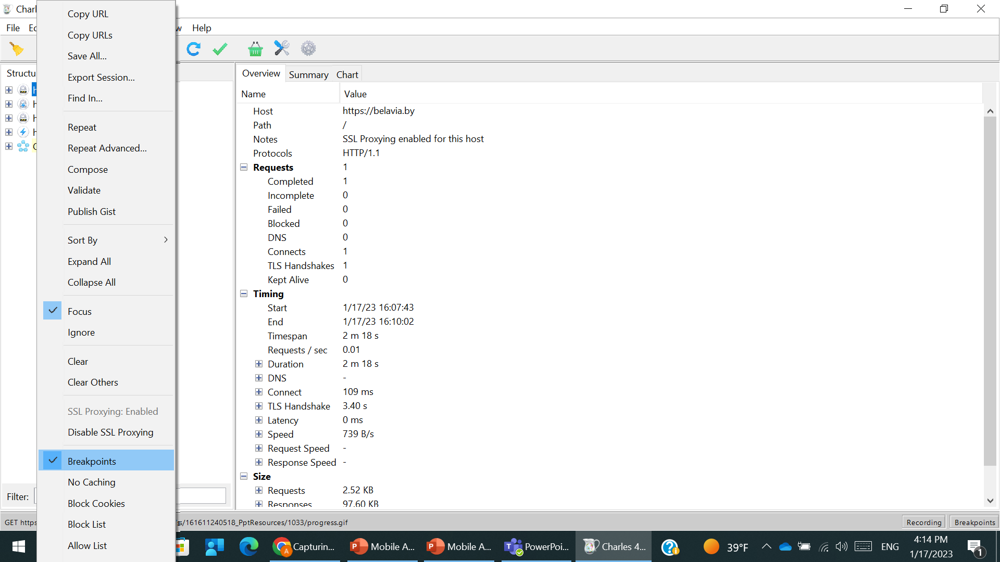 Charl
File Ec w Help
Copy URL
Copy URLs
Save All...
Export Session...
Find In...
Repeat
Repeat Advanced...
Compose
Validate
Publish Gist
Sort By
Expand All
Collapse All
Focus
Ignore
Clear
Clear Others
SSL Proxying: Enabled
Disable SSL Proxying
Breakpoints
No Caching
Block Cookies
Block List
Allow List
Structu
Filter:
Overview Summary Chart
Name Value
Host https://belavia.by
Path /
Notes SSL Proxying enabled for this host
Protocols HTTP/1.1
Requests 1
Completed 1
Incomplete 0
Failed 0
Blocked 0
DNS 0
Connects 1
TLS Handshakes 1
Kept Alive 0
Timing
Start 1/17/23 16:07:43
End 1/17/23 16:10:02
Timespan 2 m 18 s
Requests / sec 0.01
Duration 2 m 18 s
DNS -
Connect 109 ms
TLS Handshake 3.40 s
Latency 0 ms
Speed 739 B/s
Request Speed -
Response Speed -
Size
Requests 2.52 KB
Responses 97.60 KB
GET https /161611240518_PptResources/1033/progress.gif Recording Breakpoints
Capturin... Mobile A... Mobile A... PowerPoi... Charles 4... 39°F ENG 4:14 PM
1/17/2023 1